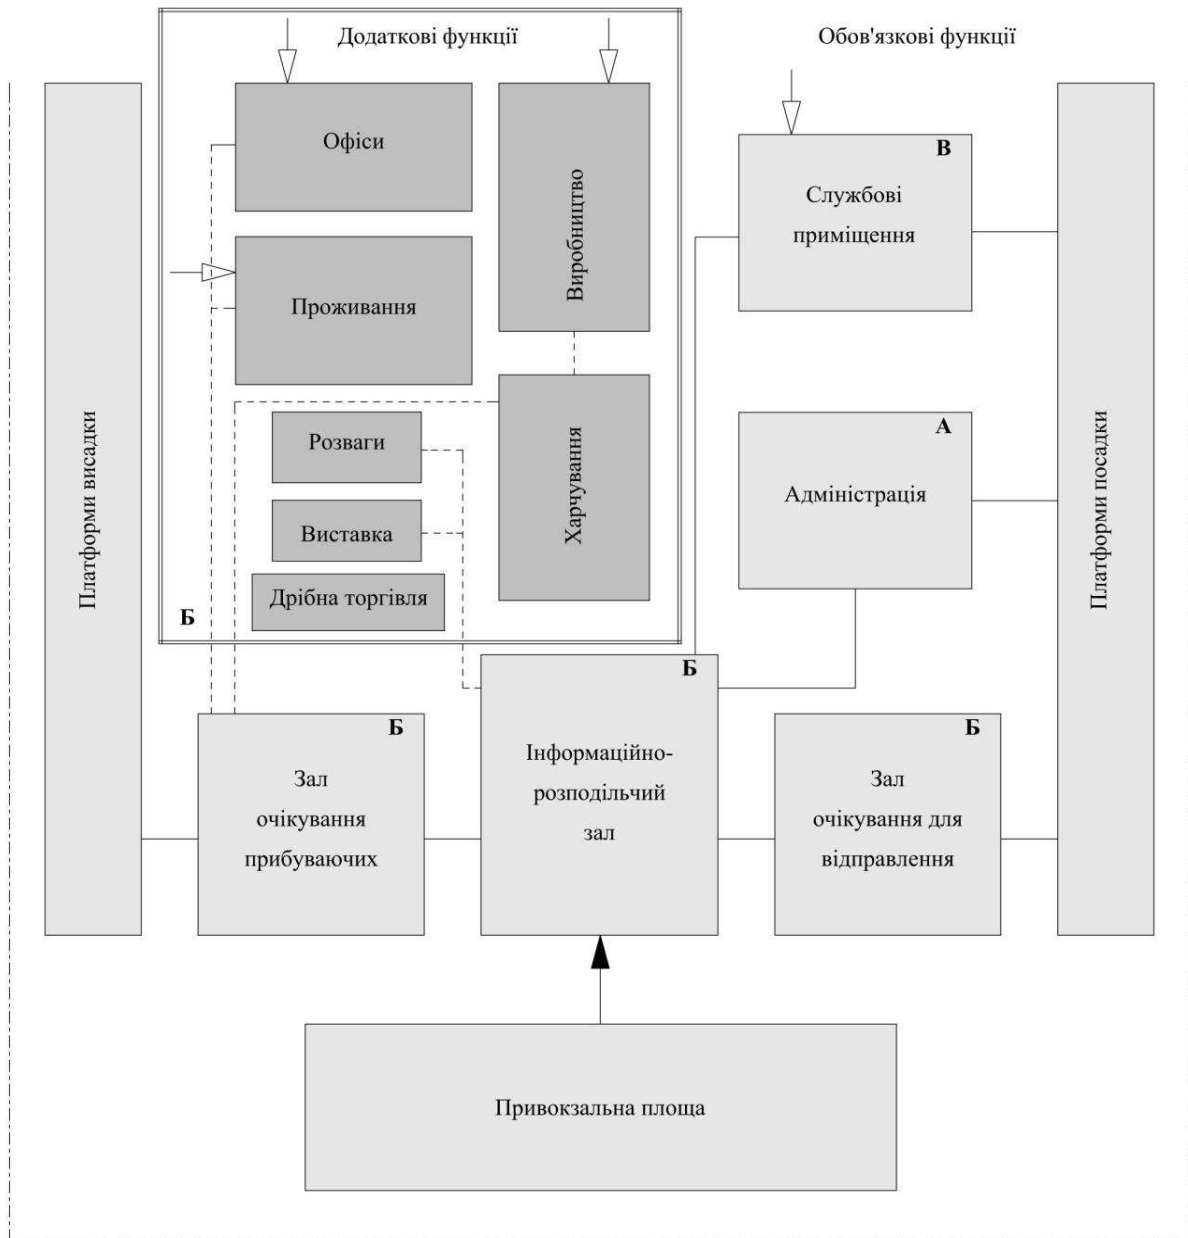 Додаткові функції
Обов'язкові функції
Офіси
Проживання
Виробництво
Розваги
Виставка
Дрібна торгівля
Харчування
Б
В
Службові
приміщення
А
Адміністрація
Платформи висадки
Платформи посадки
Б
Зал
очікування
прибуваючих
Б
Інформаційно-
розподільчий
зал
Б
Зал
очікування для
відправлення
Привокзальна площа